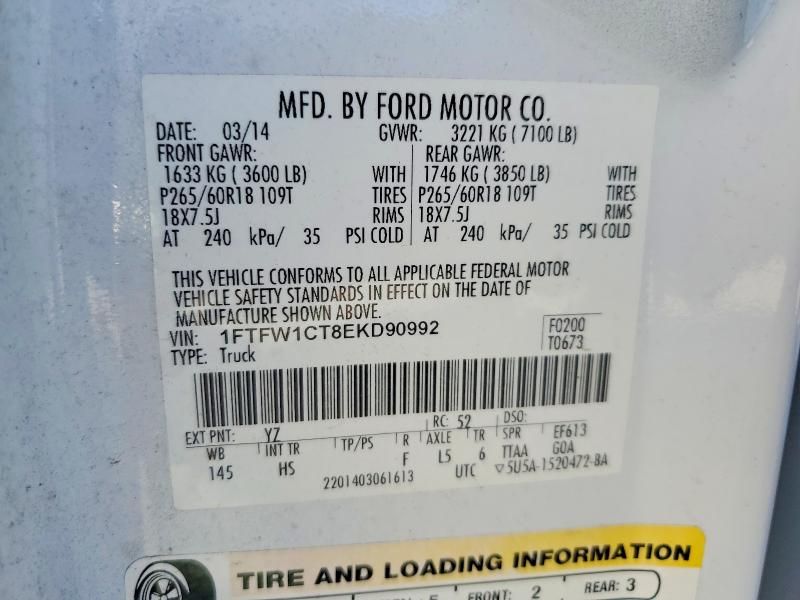 MFD. BY FORD MOTOR CO.
DATE: 03/14 GVWR: 3221 KG ( 7100 LB)
FRONT GAWR: REAR GAWR:
1633 KG ( 3600 LB) WITH 1746 KG ( 3850 LB) WITH
P265/60R18 109T TIRES P265/60R18 109T TIRES
18X7.5J RIMS 18X7.5J RIMS
AT 240 kPa/ 35 PSI COLD AT 240 kPa/ 35 PSI COLD
THIS VEHICLE CONFORMS TO ALL APPLICABLE FEDERAL MOTOR
VEHICLE SAFETY STANDARDS IN EFFECT ON THE DATE OF
MANUFACTURE SHOWN ABOVE.
VIN: 1FTFW1CT8EKD90992 F0200
TYPE: Truck T0673
EXT PNT: YZ RC: 52 DSO:
WB INT TR TP/PS R AXLE TR SPR EF613
145 HS F L5 6 TTAA GOA
2201403061613 UTC ▽5U5A-1520472-BA
TIRE AND LOADING INFORMATION
FRONT: 2 REAR: 3